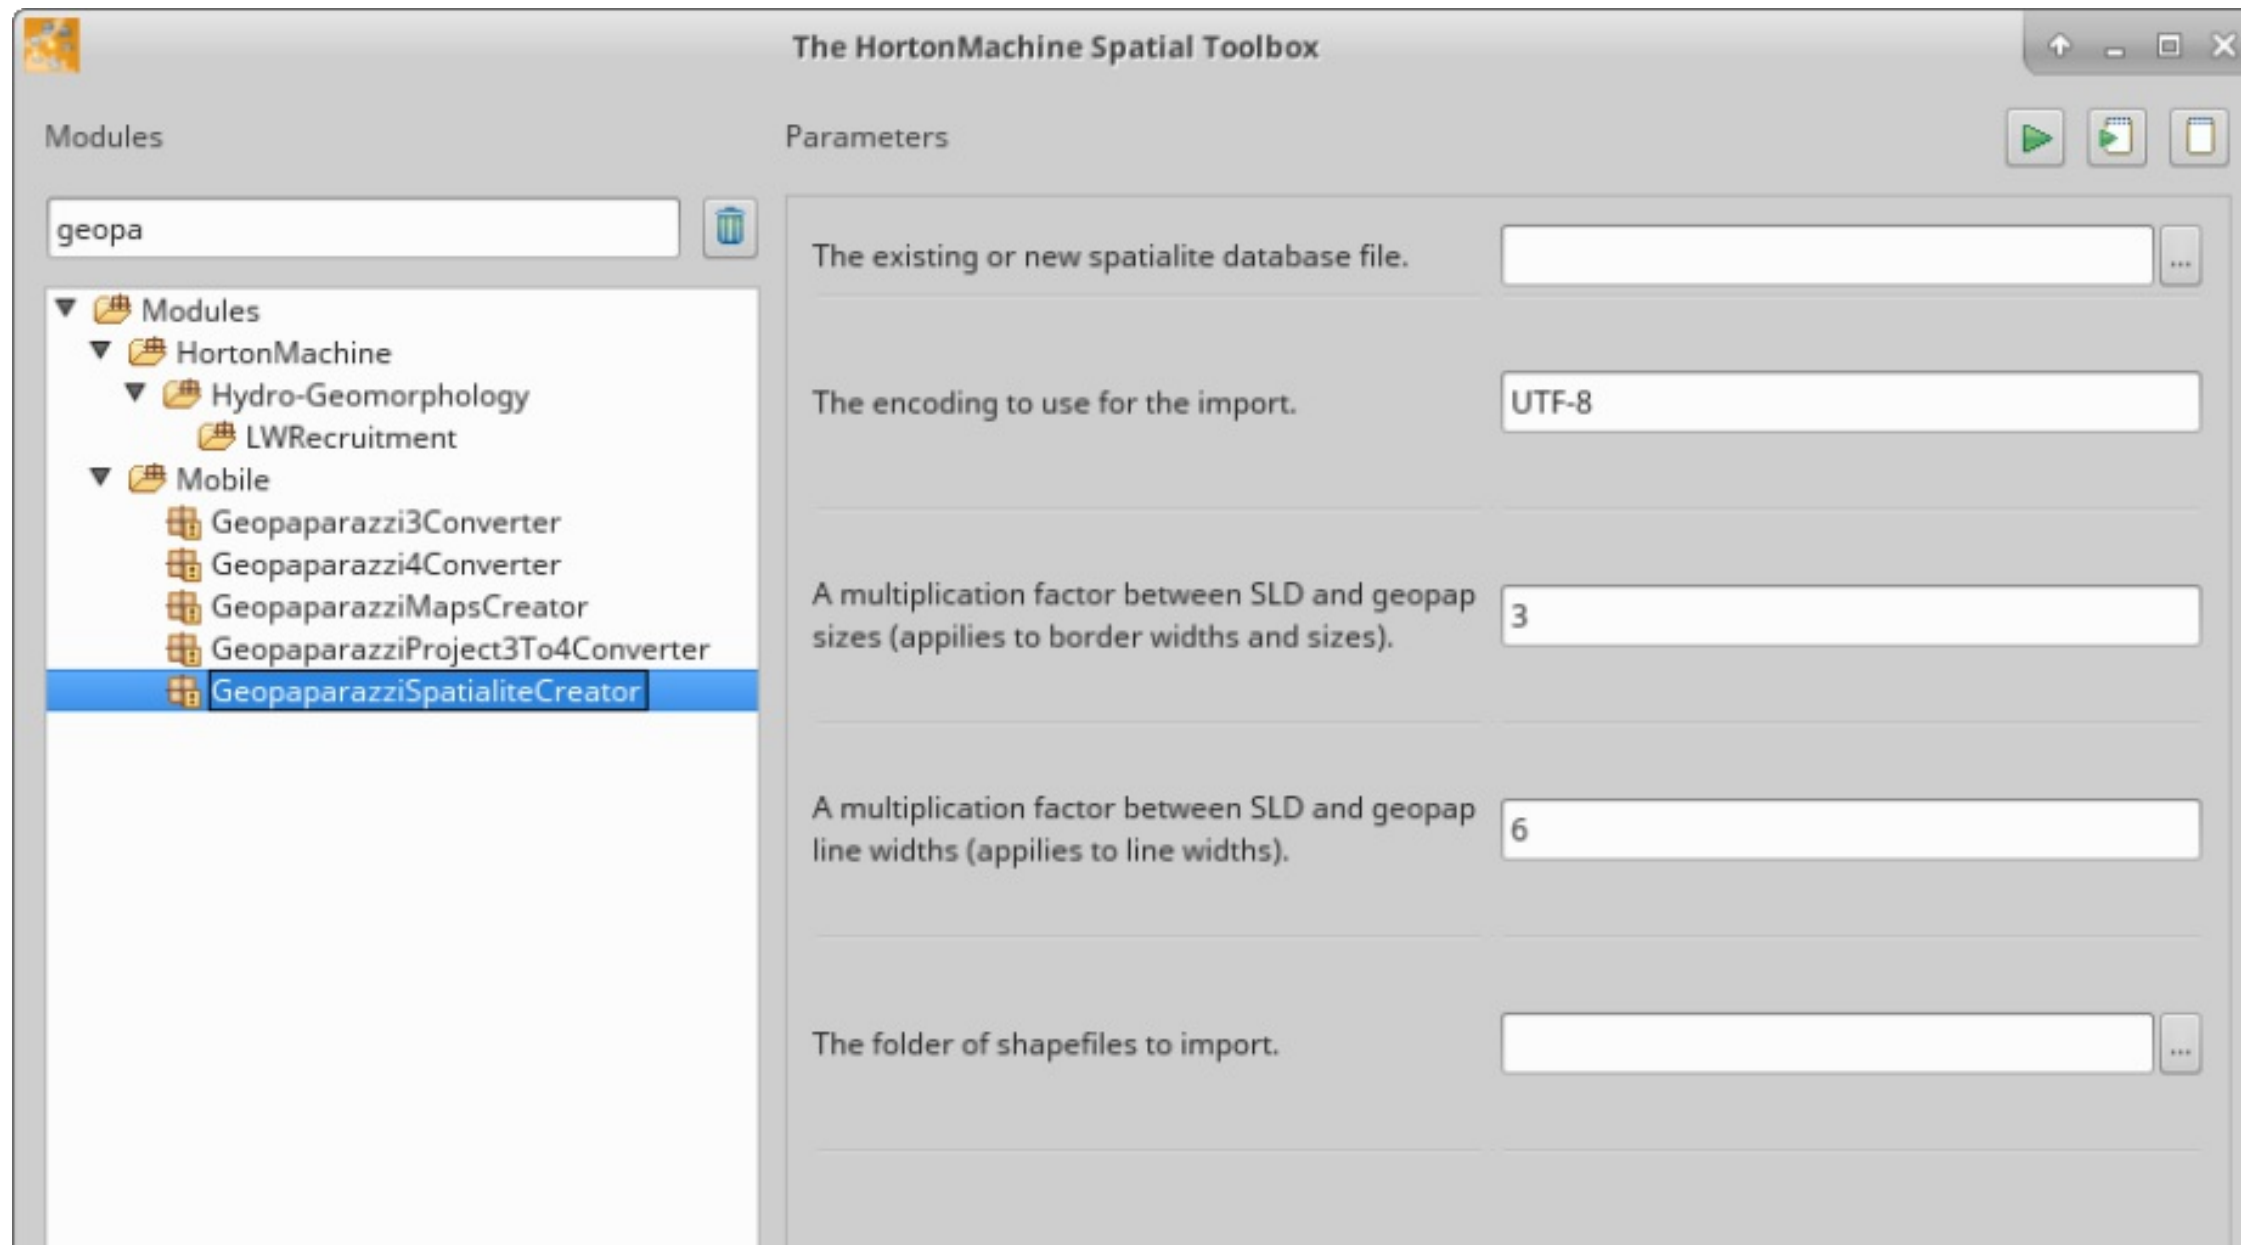 The HortonMachine Spatial Toolbox
Modules
Parameters
geopa
Modules
HortonMachine
Hydro-Geomorphology
LWRecruitment
Mobile
Geopaparazzi3Converter
Geopaparazzi4Converter
GeopaparazziMapsCreator
GeopaparazziProject3To4Converter
GeopaparazziSpatialiteCreator
The existing or new spatialite database file.
...
The encoding to use for the import.
UTF-8
A multiplication factor between SLD and geopap
sizes (appilies to border widths and sizes).
3
A multiplication factor between SLD and geopap
line widths (appilies to line widths).
6
The folder of shapefiles to import.
...